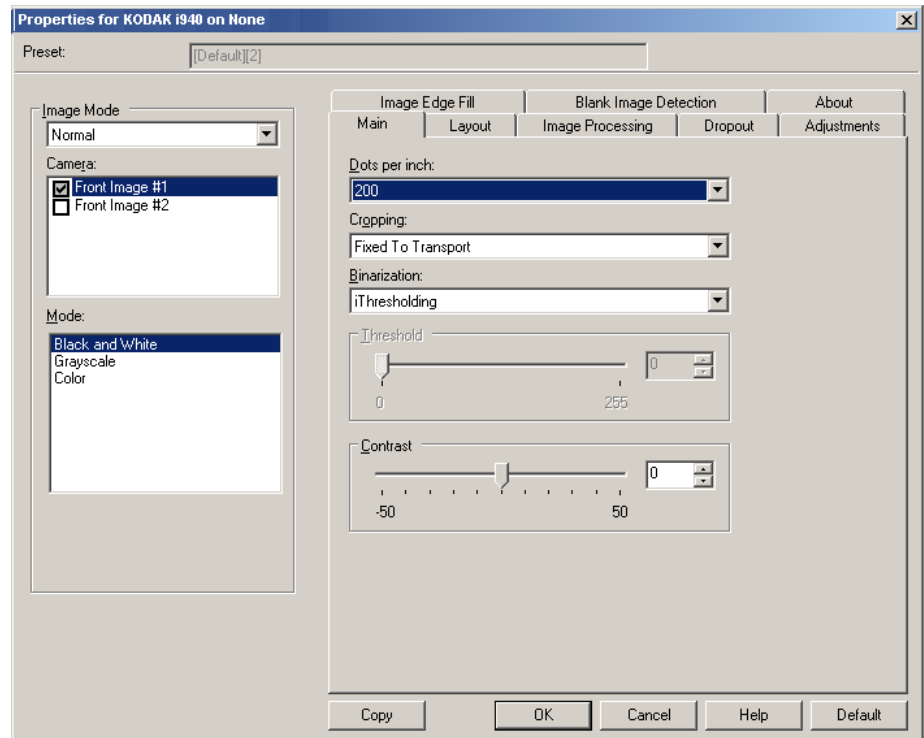 Properties for KODAK i940 on None
Preset:
[Default][2]
Image Mode
Normal
Camera:
Front Image #1
Front Image #2
Mode:
Black and White
Grayscale
Color
Image Edge Fill
Blank Image Detection
About
Main
Layout
Image Processing
Dropout
Adjustments
Dots per inch:
200
Cropping:
Fixed To Transport
Binarization:
iThresholding
Threshold
0
0
255
Contrast
0
-50
50
Copy
OK
Cancel
Help
Default